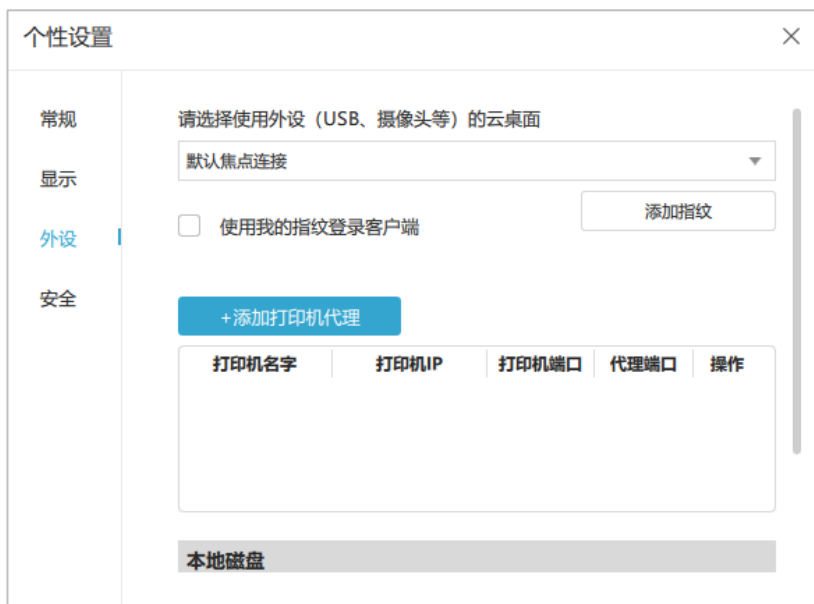 个性设置
常规
显示
外设
安全
请选择使用外设（USB、摄像头等）的云桌面
默认焦点连接
使用我的指纹登录客户端
添加指纹
+添加打印机代理
打印机名字 打印机IP 打印机端口 代理端口 操作
本地磁盘